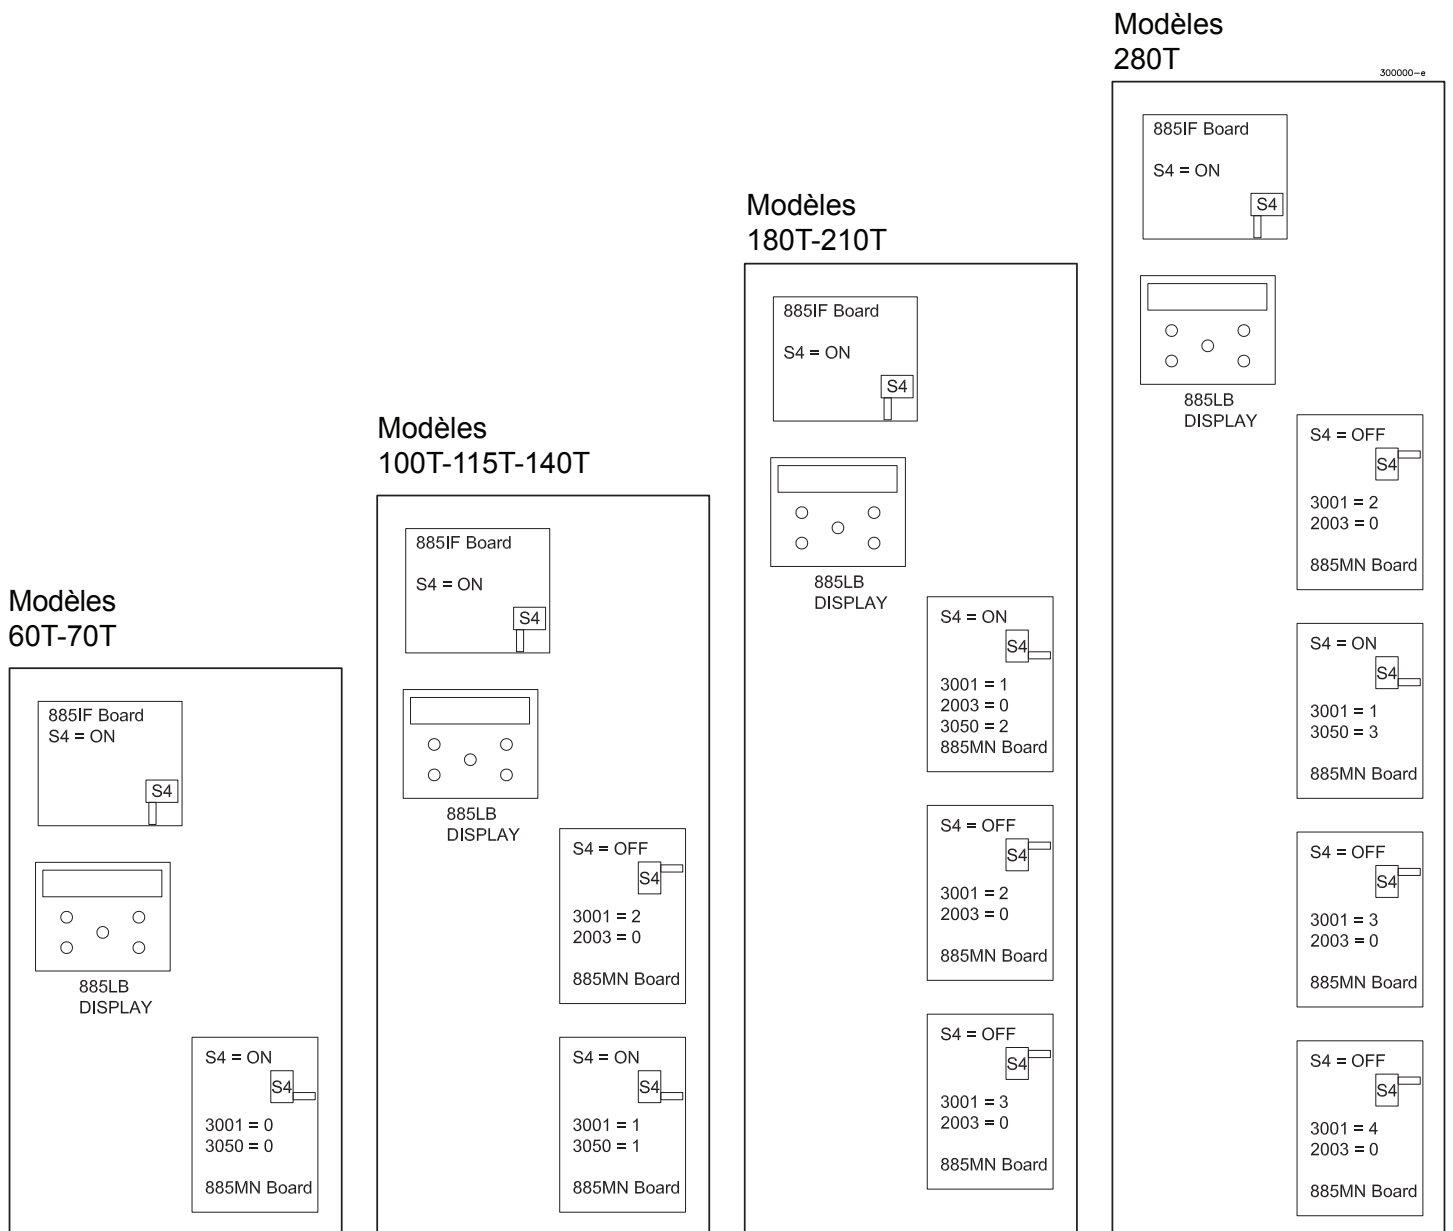 Modèles
60T-70T
885IF Board
S4 = ON
S4
885LB
DISPLAY
S4 = ON
S4
3001 = 0
3050 = 0
885MN Board
Modèles
100T-115T-140T
885IF Board
S4 = ON
S4
885LB
DISPLAY
S4 = OFF
S4
3001 = 2
2003 = 0
885MN Board
S4 = ON
S4
3001 = 1
3050 = 1
885MN Board
Modèles
180T-210T
885IF Board
S4 = ON
S4
885LB
DISPLAY
S4 = ON
S4
3001 = 1
2003 = 0
3050 = 2
885MN Board
S4 = OFF
S4
3001 = 2
2003 = 0
885MN Board
S4 = OFF
S4
3001 = 3
2003 = 0
885MN Board
Modèles
280T
300000-e
885IF Board
S4 = ON
S4
885LB
DISPLAY
S4 = OFF
S4
3001 = 2
2003 = 0
885MN Board
S4 = ON
S4
3001 = 1
3050 = 3
885MN Board
S4 = OFF
S4
3001 = 3
2003 = 0
885MN Board
S4 = OFF
S4
3001 = 4
2003 = 0
885MN Board